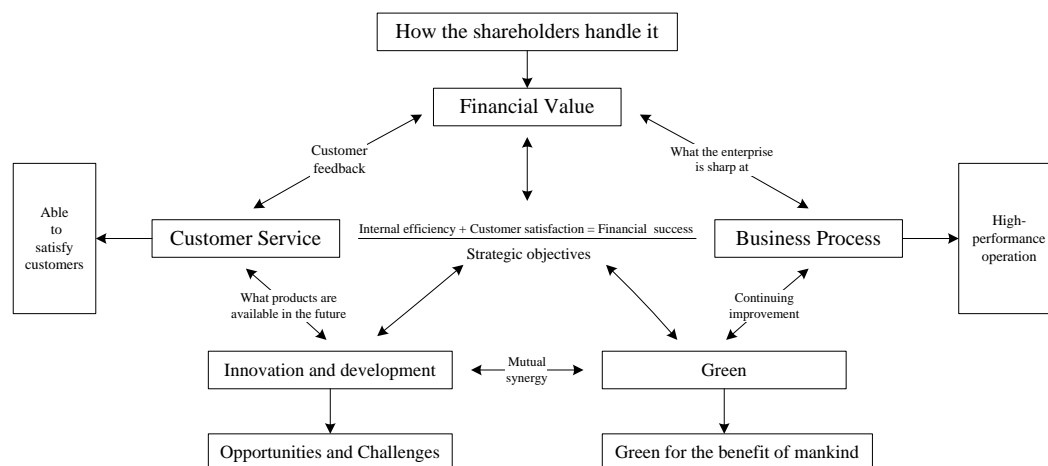 How the shareholders handle it
Financial Value
Customer
feedback
What the enterprise
is sharp at
Able
to
satisfy
customers
Customer Service
Internal efficiency + Customer satisfaction = Financial success
Strategic objectives
Business Process
High-
performance
operation
What products are
available in the future
Continuing
improvement
Innovation and development
Mutual
synergy
Green
Opportunities and Challenges
Green for the benefit of mankind